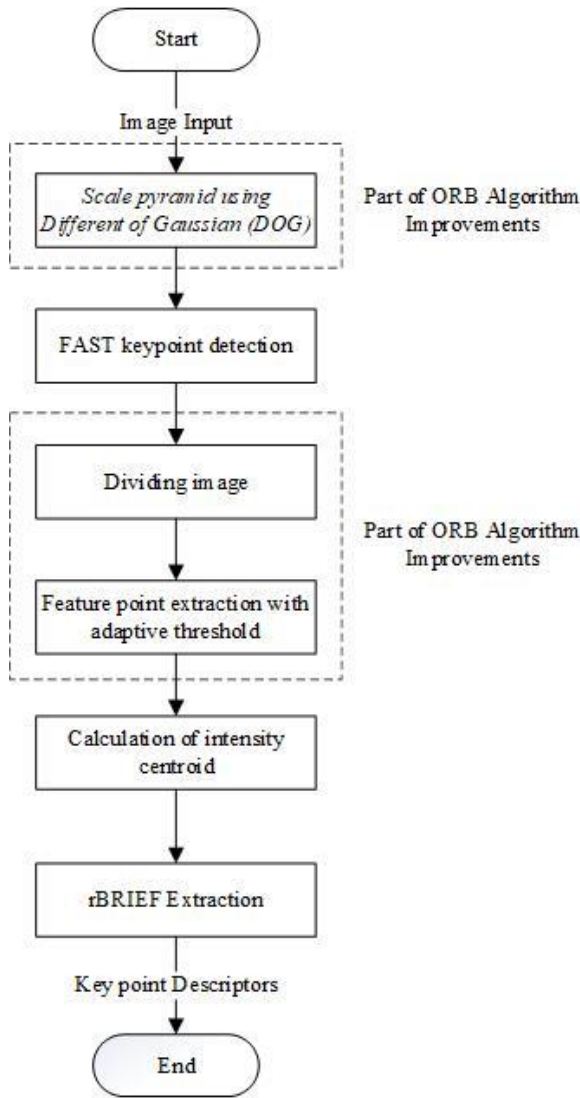 Start
Image Input
Scale pyramid using
Different of Gaussian (DOG)
Part of ORB Algorithm
Improvements
FAST keypoint detection
Dividing image
Part of ORB Algorithm
Improvements
Feature point extraction with
adaptive threshold
Calculation of intensity
centroid
rBRIEF Extraction
Key point Descriptors
End